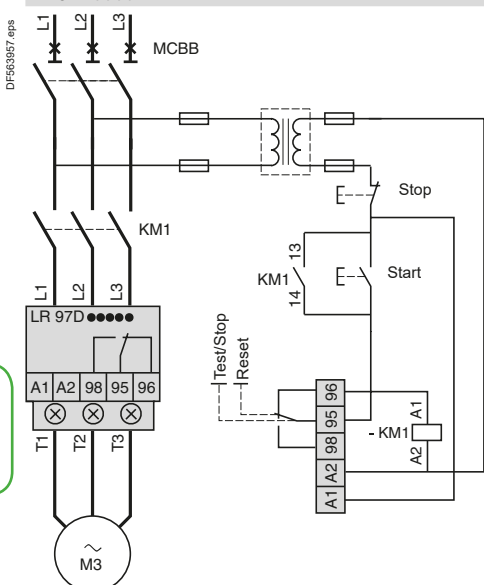 DF563957.eps
L1
L2
L3
MCBB
Stop
KM1
13
KM1
14
Start
L1
L2
L3
LR 97D●●●●●
A1 A2 98 95 96
Test/Stop
Reset
96
95
98
A2
A1
A1
- KM1
A2
T1
T2
T3
M3